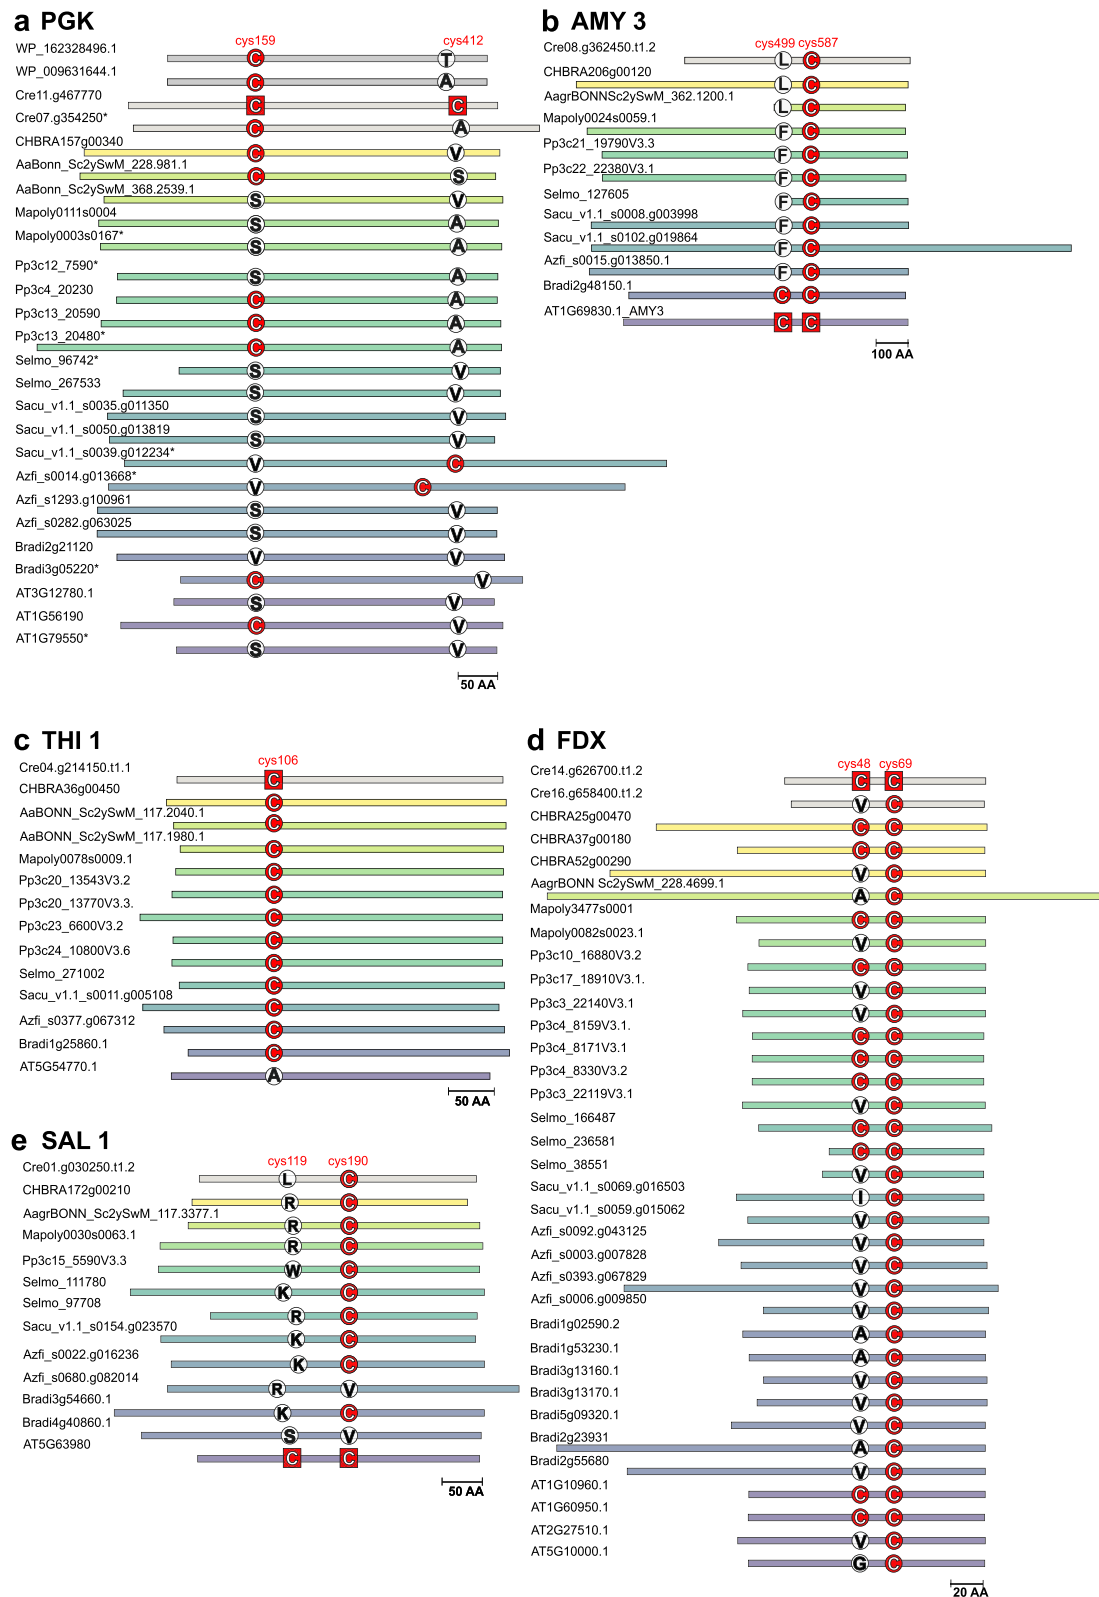 a PGK
cys159 cys412
WP_162328496.1
C T
WP_009631644.1
C A
Cre11.g467770
C C
Cre07.g354250*
C A
CHBRA157g00340
C V
AaBonn_Sc2ySwM_228.981.1
C S
AaBonn_Sc2ySwM_368.2539.1
S V
Mapoly0111s0004
S A
Mapoly0003s0167*
S A
Pp3c12_7590*
S A
Pp3c4_20230
C A
Pp3c13_20590
C A
Pp3c13_20480*
C A
Selmo_96742*
S V
Selmo_267533
S V
Sacu_v1.1_s0035.g011350
S V
Sacu_v1.1_s0050.g013819
S V
Sacu_v1.1_s0039.g012234*
V C
Azfi_s0014.g013668*
V C
Azfi_s1293.g100961
S V
Azfi_s0282.g063025
S V
Bradi2g21120
V V
Bradi3g05220*
C V
AT3G12780.1
S V
AT1G56190
C V
AT1G79550*
S V
50 AA
b AMY 3
cys499 cys587
Cre08.g362450.t1.2
L C
CHBRA206g00120
L C
AagrBONNSc2ySwM_362.1200.1
L C
Mapoly0024s0059.1
F C
Pp3c21_19790V3.3
F C
Pp3c22_22380V3.1
F C
Selmo_127605
F C
Sacu_v1.1_s0008.g003998
F C
Sacu_v1.1_s0102.g019864
F C
Azfi_s0015.g013850.1
F C
Bradi2g48150.1
C C
AT1G69830.1_AMY3
C C
100 AA
c THI 1
cys106
Cre04.g214150.t1.1
C
CHBRA36g00450
C
AaBONN_Sc2ySwM_117.2040.1
C
AaBONN_Sc2ySwM_117.1980.1
C
Mapoly0078s0009.1
C
Pp3c20_13543V3.2
C
Pp3c20_13770V3.3.
C
Pp3c23_6600V3.2
C
Pp3c24_10800V3.6
C
Selmo_271002
C
Sacu_v1.1_s0011.g005108
C
Azfi_s0377.g067312
C
Bradi1g25860.1
C
AT5G54770.1
A
50 AA
d FDX
cys48 cys69
Cre14.g626700.t1.2
C C
Cre16.g658400.t1.2
V C
CHBRA25g00470
C C
CHBRA37g00180
C C
CHBRA52g00290
V C
AagrBONN Sc2ySwM_228.4699.1
A C
Mapoly3477s0001
C C
Mapoly0082s0023.1
V C
Pp3c10_16880V3.2
C C
Pp3c17_18910V3.1.
V C
Pp3c3_22140V3.1
V C
Pp3c4_8159V3.1.
C C
Pp3c4_8171V3.1
C C
Pp3c4_8330V3.2
C C
Pp3c3_22119V3.1
V C
Selmo_166487
C C
Selmo_236581
C C
Selmo_38551
V C
Sacu_v1.1_s0069.g016503
I C
Sacu_v1.1_s0059.g015062
V C
Azfi_s0092.g043125
V C
Azfi_s0003.g007828
V C
Azfi_s0393.g067829
V C
Azfi_s0006.g009850
V C
Bradi1g02590.2
A C
Bradi1g53230.1
A C
Bradi3g13160.1
V C
Bradi3g13170.1
V C
Bradi5g09320.1
V C
Bradi2g23931
A C
Bradi2g55680
V C
AT1G10960.1
C C
AT1G60950.1
C C
AT2G27510.1
V C
AT5G10000.1
G C
20 AA
e SAL 1
cys119 cys190
Cre01.g030250.t1.2
L C
CHBRA172g00210
R C
AagrBONN_Sc2ySwM_117.3377.1
R C
Mapoly0030s0063.1
R C
Pp3c15_5590V3.3
W C
Selmo_111780
K C
Selmo_97708
R C
Sacu_v1.1_s0154.g023570
K C
Azfi_s0022.g016236
K C
Azfi_s0680.g082014
R V
Bradi3g54660.1
K C
Bradi4g40860.1
S V
AT5G63980
C C
50 AA